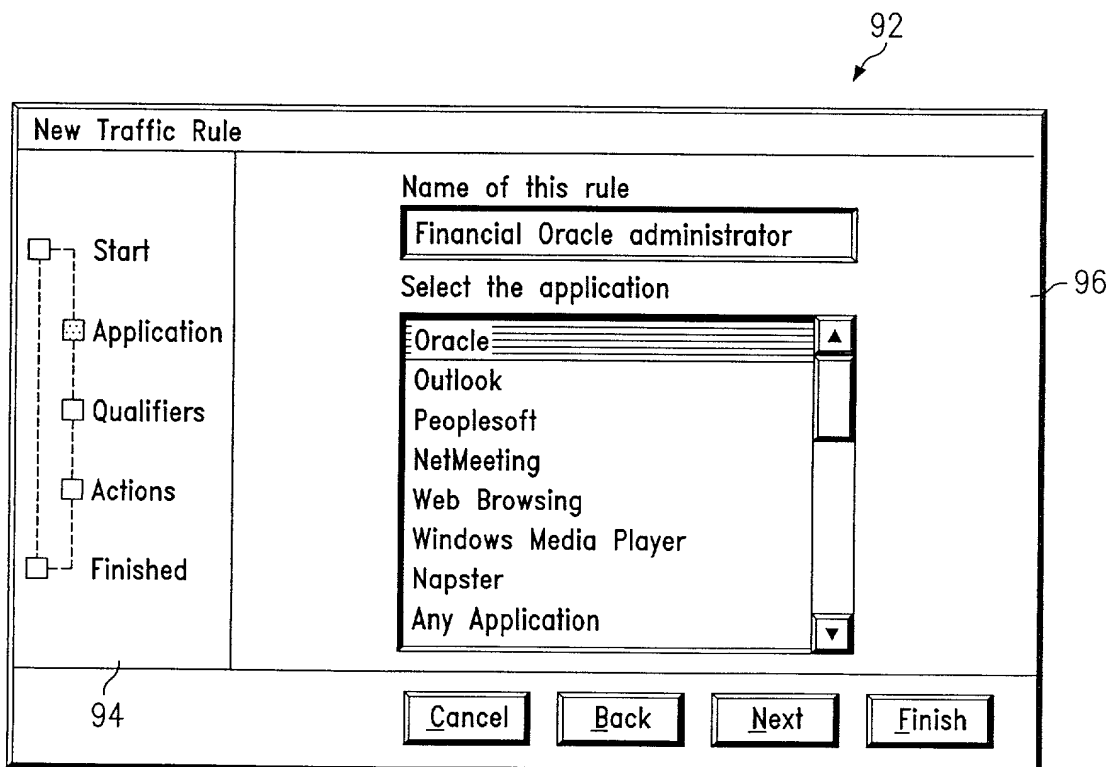 92
New Traffic Rule
Start
Application
Qualifiers
Actions
Finished
94
Name of this rule
Financial Oracle administrator
Select the application
Oracle
Outlook
Peoplesoft
NetMeeting
Web Browsing
Windows Media Player
Napster
Any Application
96
Cancel
Back
Next
Finish